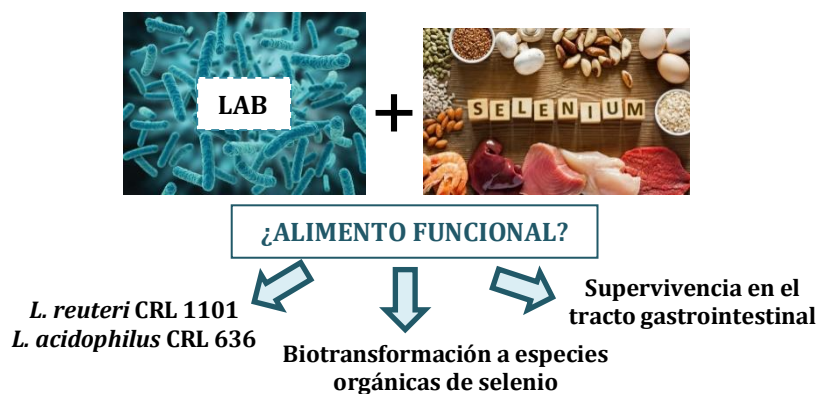 LAB
+
SELENIUM
¿ALIMENTO FUNCIONAL?
L. reuteri CRL 1101
L. acidophilus CRL 636
Biotransformación a especies
orgánicas de selenio
Supervivencia en el
tracto gastrointestinal